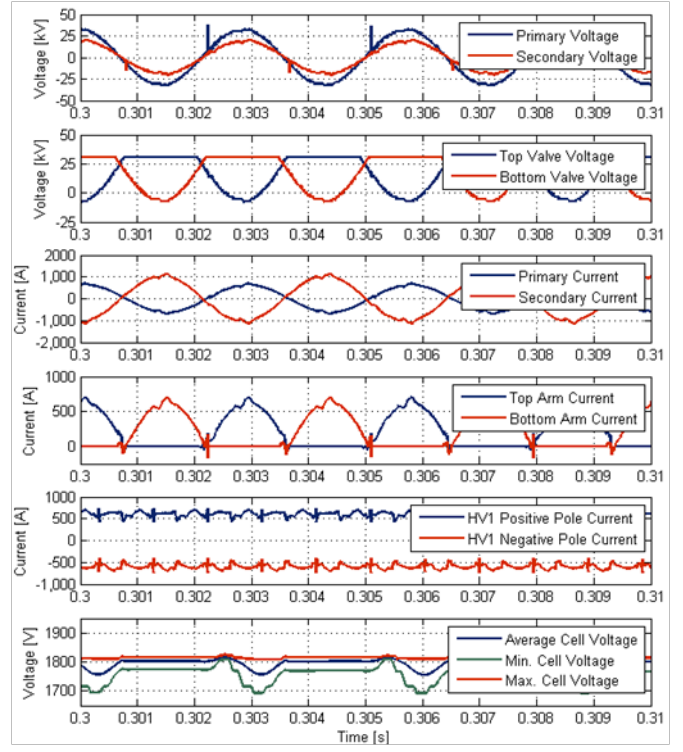 50
25
0
-25
50
Voltage [kV]
Primary Voltage
Secondary Voltage
0.3 0.301 0.302 0.303 0.304 0.305 0.306 0.307 0.308 0.309 0.31
50
25
0
-25
Voltage [kV]
Top Valve Voltage
Bottom Valve Voltage
0.3 0.301 0.302 0.303 0.304 0.305 0.306 0.307 0.308 0.309 0.31
2000
1,000
0
-1,000
-2,000
Current [A]
Primary Current
Secondary Current
0.3 0.301 0.302 0.303 0.304 0.305 0.306 0.307 0.308 0.309 0.31
1000
500
0
Current [A]
Top Arm Current
Bottom Arm Current
0.3 0.301 0.302 0.303 0.304 0.305 0.306 0.307 0.308 0.309 0.31
1000
500
0
-500
-1,000
Current [A]
HV1 Positive Pole Current
HV1 Negative Pole Current
0.3 0.301 0.302 0.303 0.304 0.305 0.306 0.307 0.308 0.309 0.31
1900
1800
1700
Voltage [V]
Average Cell Voltage
Min. Cell Voltage
Max. Cell Voltage
0.3 0.301 0.302 0.303 0.304 0.305 0.306 0.307 0.308 0.309 0.31
Time [s]